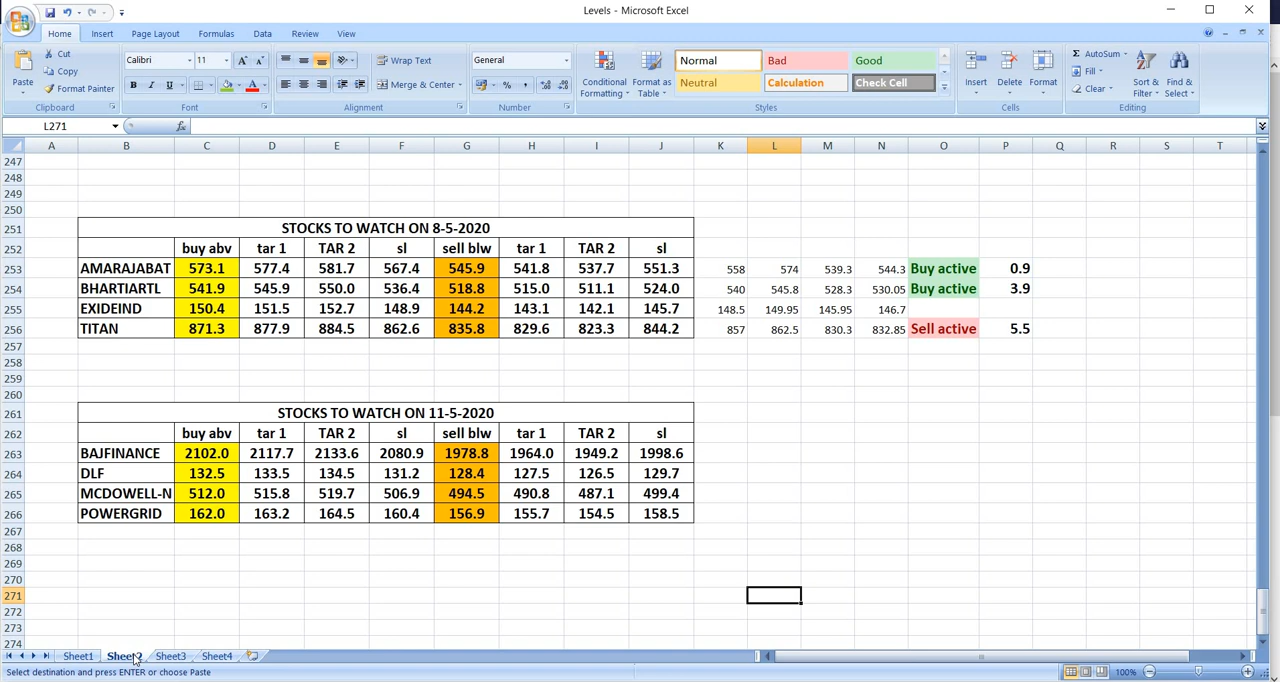 Levels - Microsoft Excel
Home Insert Page Layout Formulas Data Review View
Paste
Cut
Copy
Format Painter
Clipboard
Calibri 11
B I U
Font
Wrap Text
Merge & Center
Alignment
General
% ,
Number
Conditional Formatting
Format as Table
Normal Bad Good
Neutral Calculation Check Cell
Styles
Insert Delete Format
Cells
AutoSum
Fill
Clear
Sort & Filter
Find & Select
Editing
L271
A B C D E F G H I J K L M N O P Q R S T
247
248
249
250
251 STOCKS TO WATCH ON 8-5-2020
252 buy abv tar 1 TAR 2 sl sell blw tar 1 TAR 2 sl
253 AMARAJABAT 573.1 577.4 581.7 567.4 545.9 541.8 537.7 551.3 558 574 539.3 544.3 Buy active 0.9
254 BHARTIARTL 541.9 545.9 550.0 536.4 518.8 515.0 511.1 524.0 540 545.8 528.3 530.05 Buy active 3.9
255 EXIDEIND 150.4 151.5 152.7 148.9 144.2 143.1 142.1 145.7 148.5 149.95 145.95 146.7
256 TITAN 871.3 877.9 884.5 862.6 835.8 829.6 823.3 844.2 857 862.5 830.3 832.85 Sell active 5.5
257
258
259
260
261 STOCKS TO WATCH ON 11-5-2020
262 buy abv tar 1 TAR 2 sl sell blw tar 1 TAR 2 sl
263 BAJFINANCE 2102.0 2117.7 2133.6 2080.9 1978.8 1964.0 1949.2 1998.6
264 DLF 132.5 133.5 134.5 131.2 128.4 127.5 126.5 129.7
265 MCDOWELL-N 512.0 515.8 519.7 506.9 494.5 490.8 487.1 499.4
266 POWERGRID 162.0 163.2 164.5 160.4 156.9 155.7 154.5 158.5
267
268
269
270
271
272
273
274
Sheet1 Sheet2 Sheet3 Sheet4
Select destination and press ENTER or choose Paste
100%